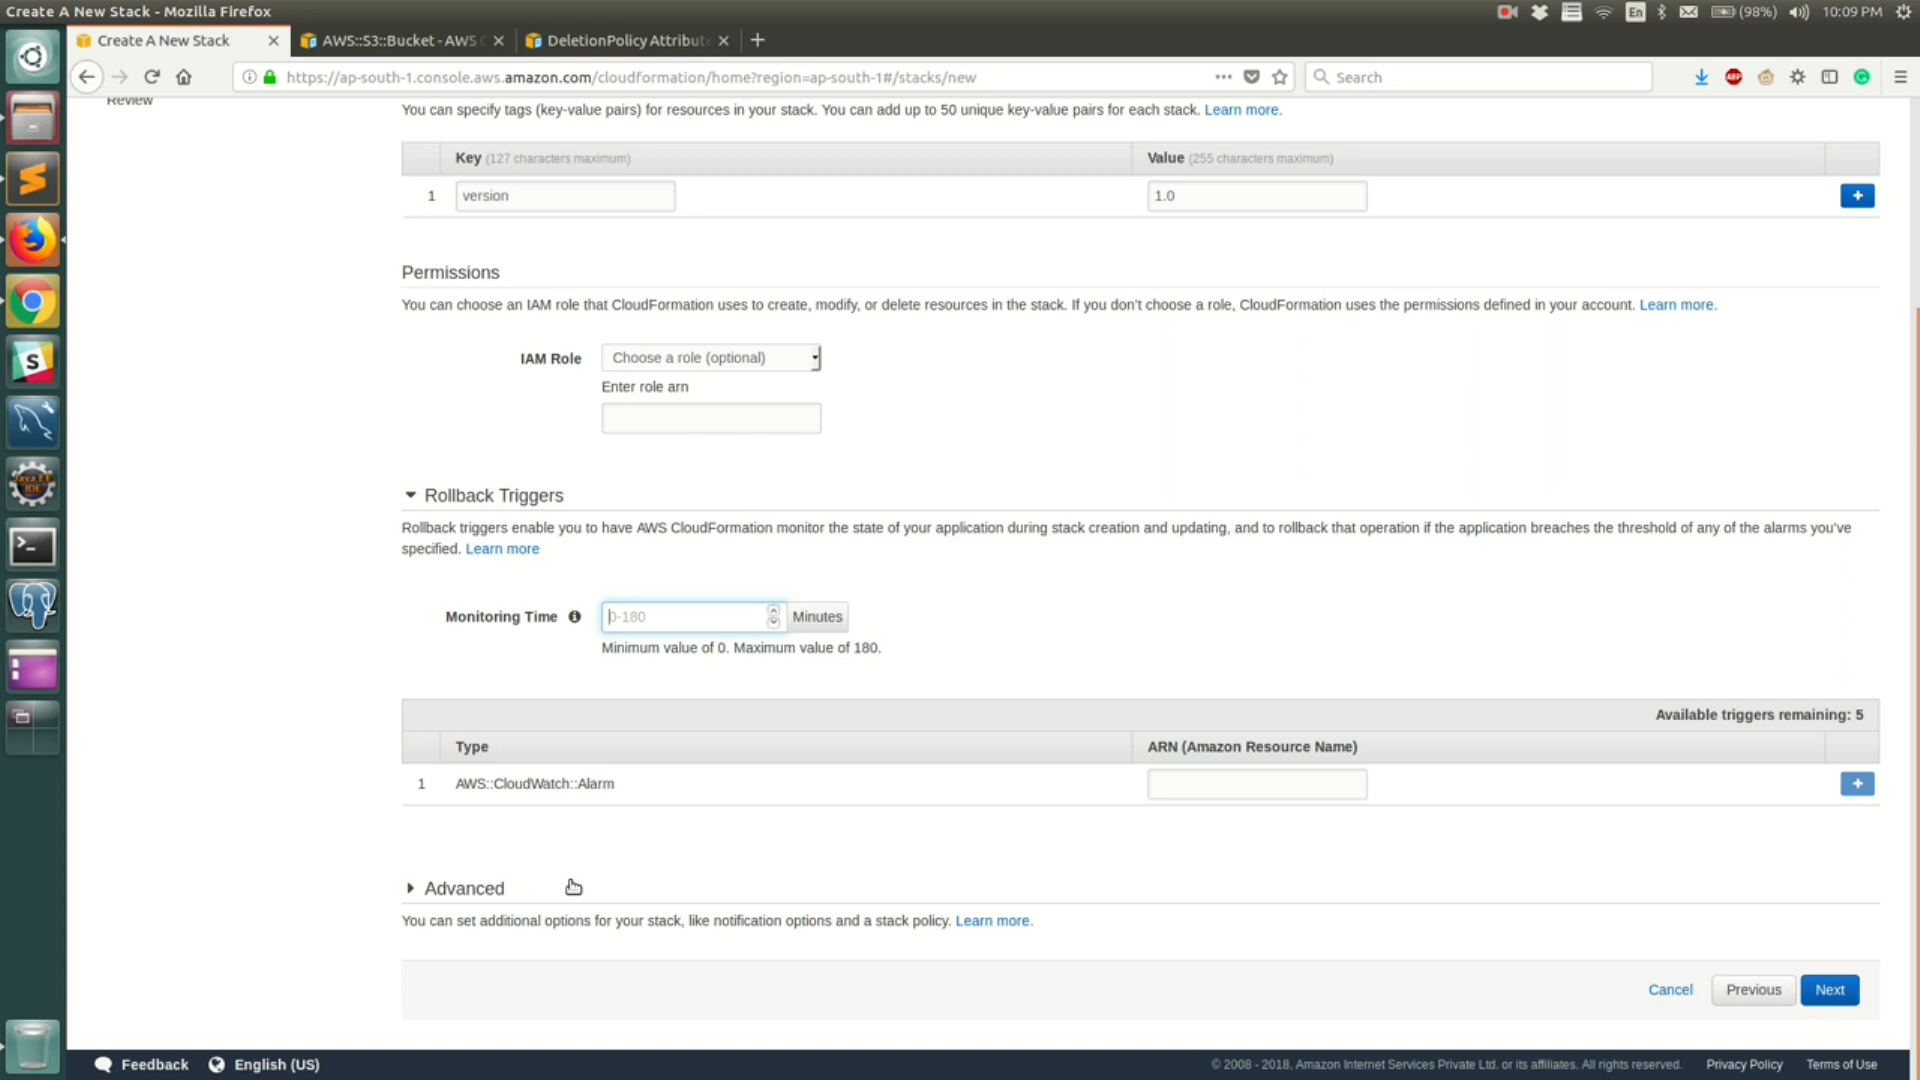 Create A New Stack - Mozilla Firefox
En
(98%)
10:09 PM
Create A New Stack
AWS::S3::Bucket - AWS C
DeletionPolicy Attribut
https://ap-south-1.console.aws.amazon.com/cloudformation/home?region=ap-south-1#/stacks/new
Search
ABP
Review
You can specify tags (key-value pairs) for resources in your stack. You can add up to 50 unique key-value pairs for each stack. Learn more.
Key (127 characters maximum)
Value (255 characters maximum)
1
version
1.0
+
Permissions
You can choose an IAM role that CloudFormation uses to create, modify, or delete resources in the stack. If you don't choose a role, CloudFormation uses the permissions defined in your account. Learn more.
IAM Role
Choose a role (optional)
Enter role arn
Rollback Triggers
Rollback triggers enable you to have AWS CloudFormation monitor the state of your application during stack creation and updating, and to rollback that operation if the application breaches the threshold of any of the alarms you've
specified. Learn more
Monitoring Time
0-180
Minutes
Minimum value of 0. Maximum value of 180.
Available triggers remaining: 5
Type
ARN (Amazon Resource Name)
1
AWS::CloudWatch::Alarm
+
Advanced
You can set additional options for your stack, like notification options and a stack policy. Learn more.
Cancel
Previous
Next
Feedback
English (US)
© 2008 - 2018, Amazon Internet Services Private Ltd. or its affiliates. All rights reserved.
Privacy Policy
Terms of Use
S
Java EE
IDE
>_